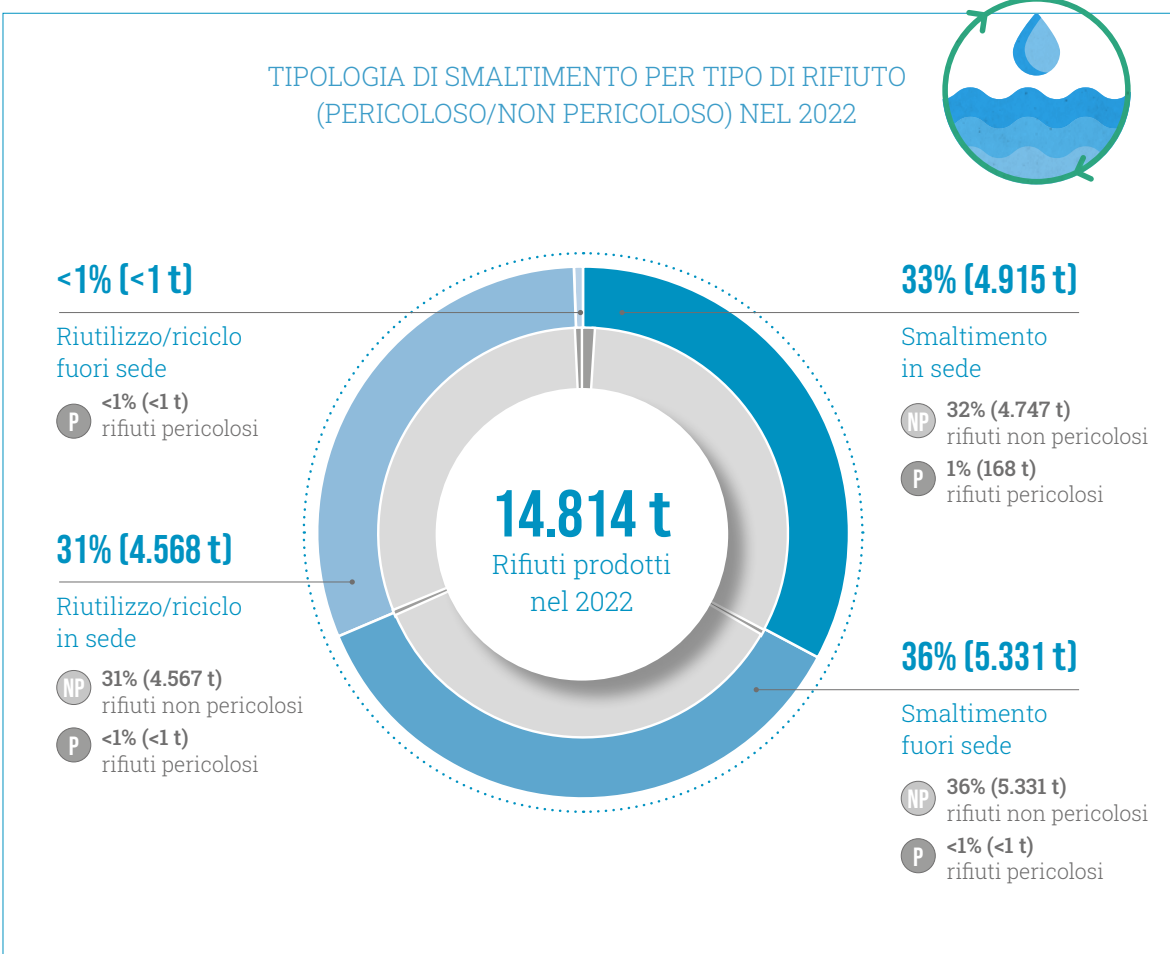 TIPOLOGIA DI SMALTIMENTO PER TIPO DI RIFIUTO
(PERICOLOSO/NON PERICOLOSO) NEL 2022
<1% (<1 t)
Riutilizzo/riciclo
fuori sede
P
<1% (<1 t)
rifiuti pericolosi
31% (4.568 t)
Riutilizzo/riciclo
in sede
NP
31% (4.567 t)
rifiuti non pericolosi
P
<1% (<1 t)
rifiuti pericolosi
14.814 t
Rifiuti prodotti
nel 2022
33% (4.915 t)
Smaltimento
in sede
NP
32% (4.747 t)
rifiuti non pericolosi
P
1% (168 t)
rifiuti pericolosi
36% (5.331 t)
Smaltimento
fuori sede
NP
36% (5.331 t)
rifiuti non pericolosi
P
<1% (<1 t)
rifiuti pericolosi